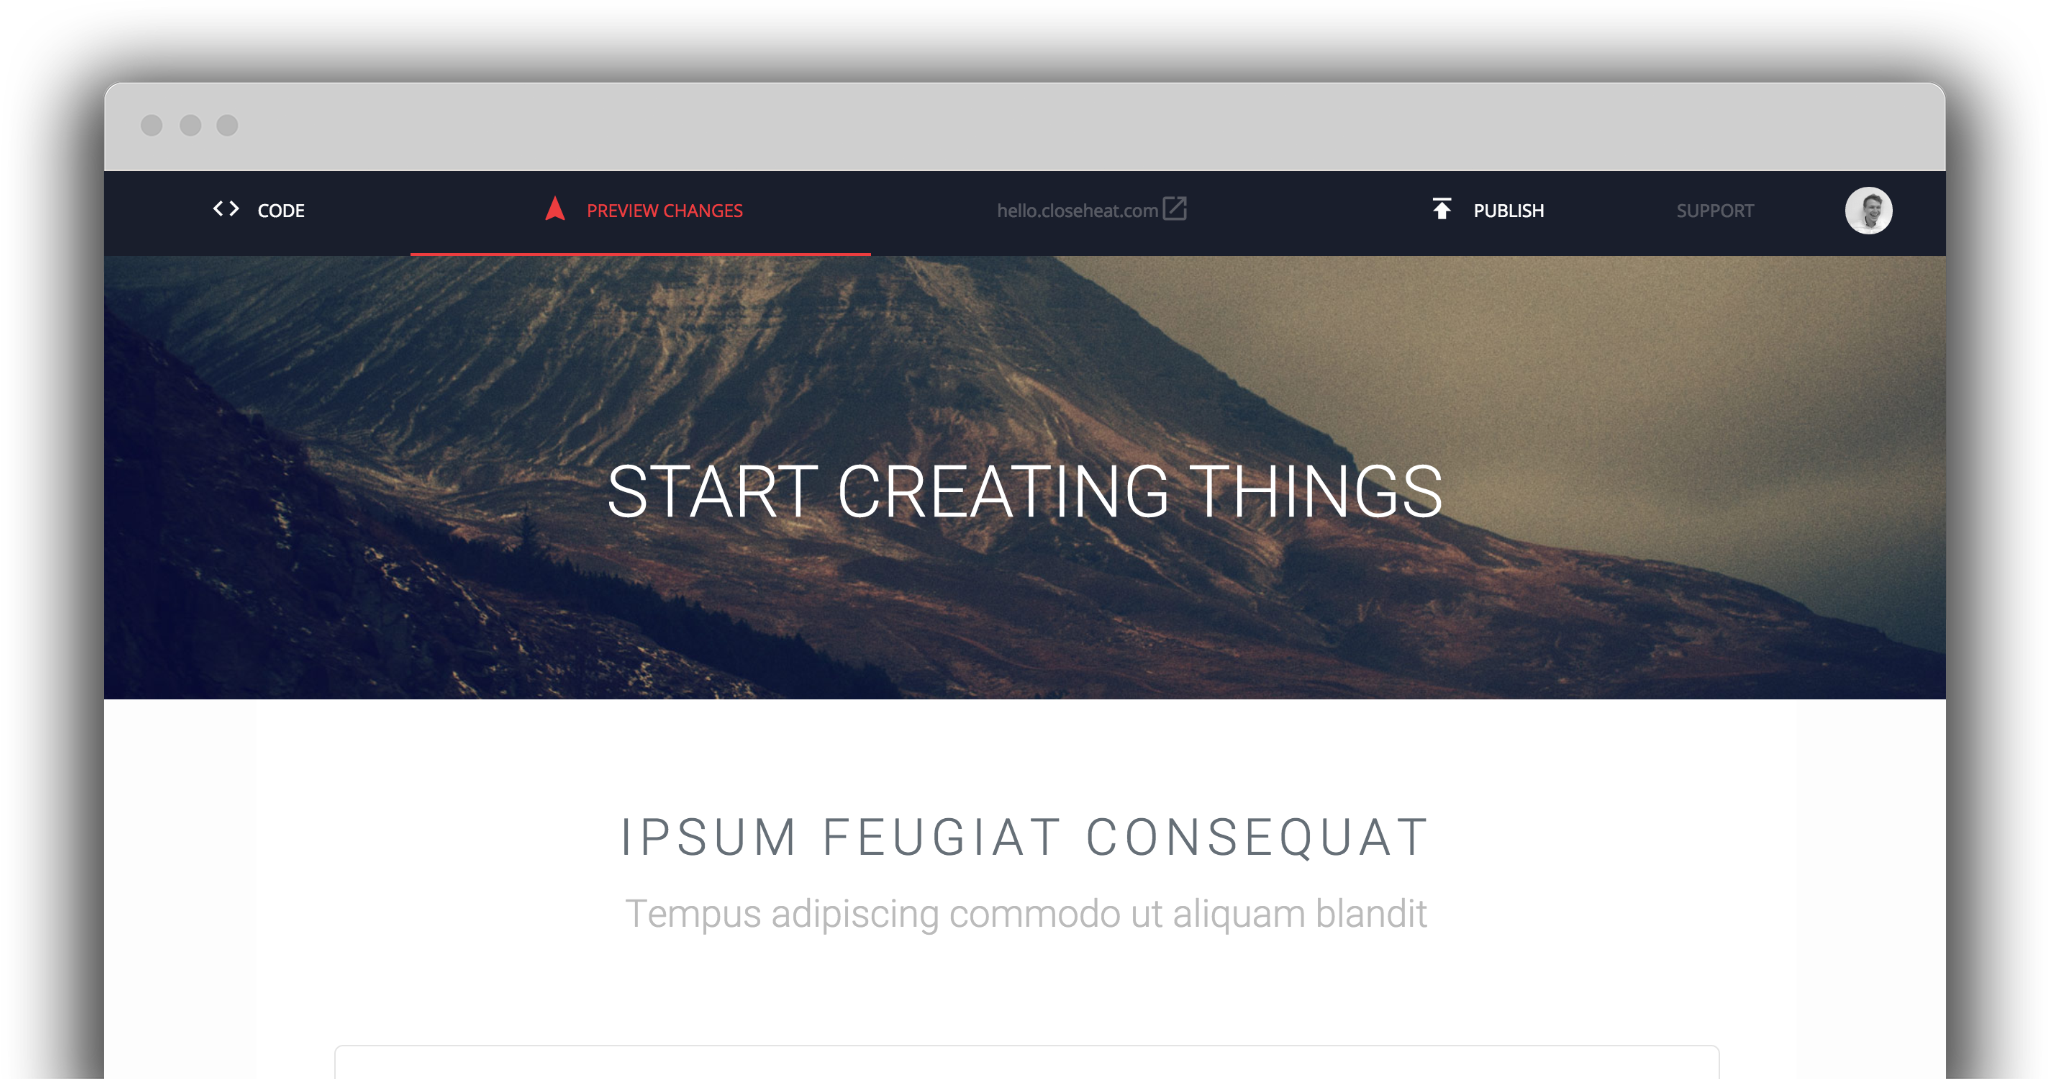 CODE
PREVIEW CHANGES
hello.closeheat.com
PUBLISH
SUPPORT
START CREATING THINGS
IPSUM FEUGIAT CONSEQUAT
Tempus adipiscing commodo ut aliquam blandit